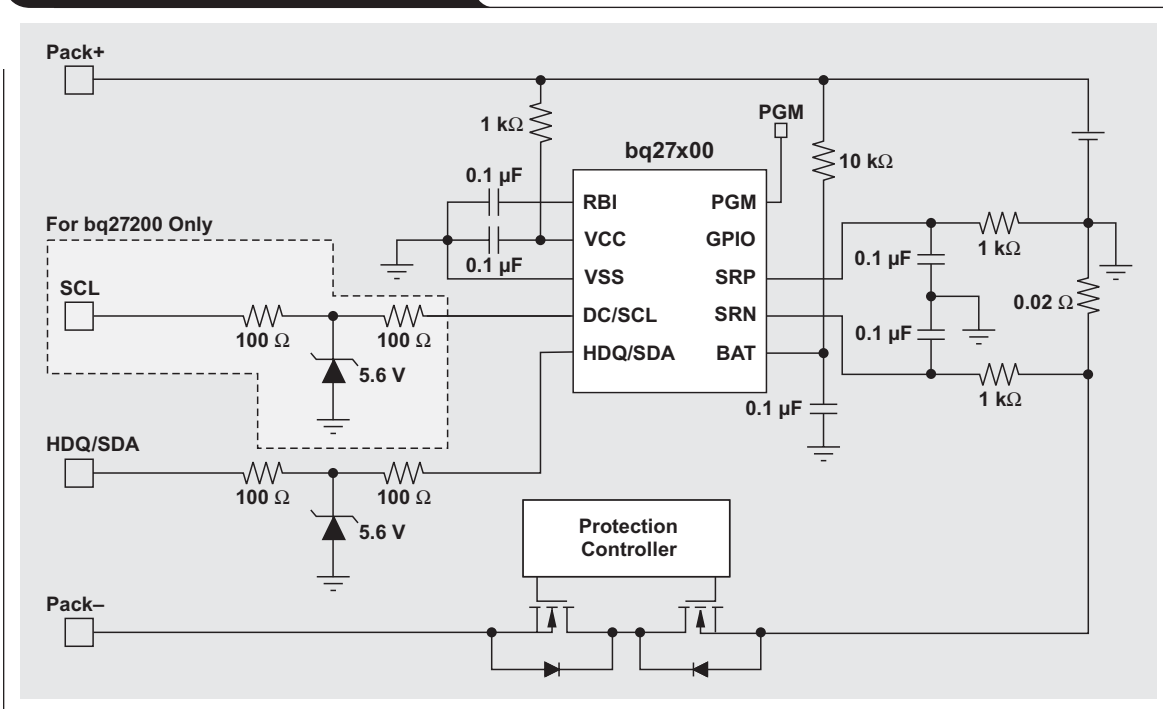 Pack+
PGM
1 kΩ
bq27x00
10 kΩ
0.1 µF
RBI
PGM
For bq27200 Only
VCC
GPIO
1 kΩ
0.1 µF
0.1 µF
VSS
SRP
SCL
0.02 Ω
DC/SCL
SRN
100 Ω
100 Ω
0.1 µF
HDQ/SDA
BAT
5.6 V
1 kΩ
0.1 µF
HDQ/SDA
100 Ω
100 Ω
5.6 V
Protection
Controller
Pack–